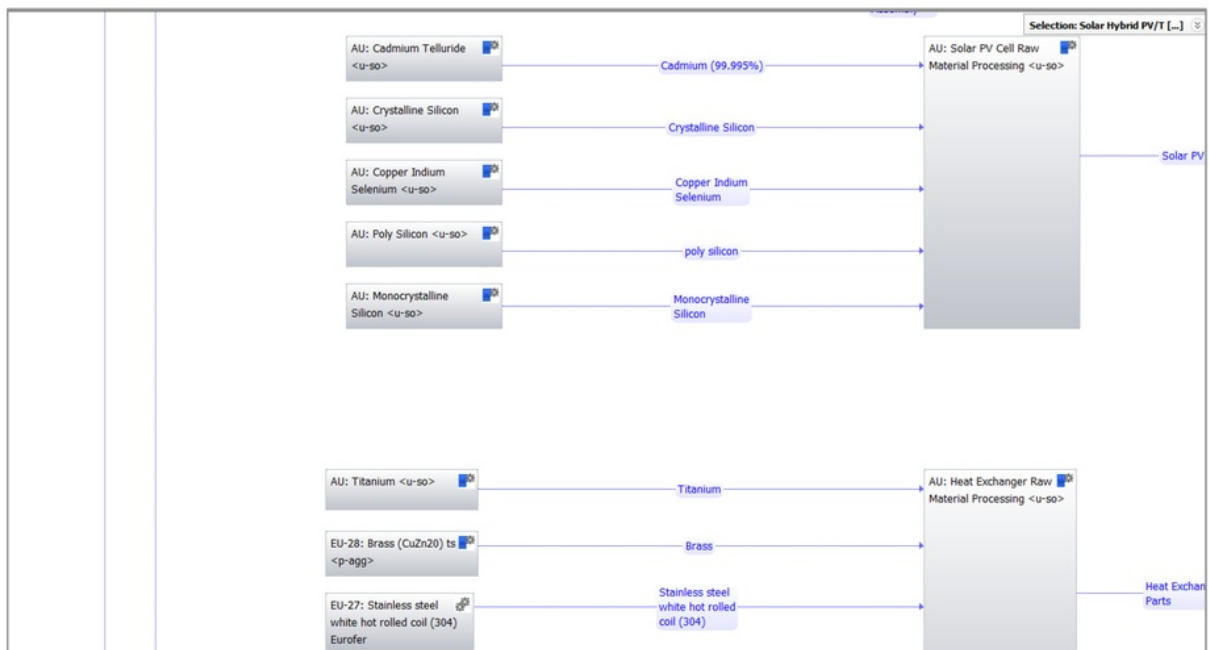 Selection: Solar Hybrid PV/T [...]
AU: Cadmium Telluride
<u-so>
Cadmium (99.995%)
AU: Solar PV Cell Raw
Material Processing <u-so>
AU: Crystalline Silicon
<u-so>
Crystalline Silicon
Solar PV
AU: Copper Indium
Selenium <u-so>
Copper Indium
Selenium
AU: Poly Silicon <u-so>
poly silicon
AU: Monocrystalline
Silicon <u-so>
Monocrystalline
Silicon
AU: Titanium <u-so>
Titanium
AU: Heat Exchanger Raw
Material Processing <u-so>
EU-28: Brass (CuZn20) ts
<p-agg>
Brass
EU-27: Stainless steel
white hot rolled coil (304)
Eurofer
Stainless steel
white hot rolled
coil (304)
Heat Exchan
Parts